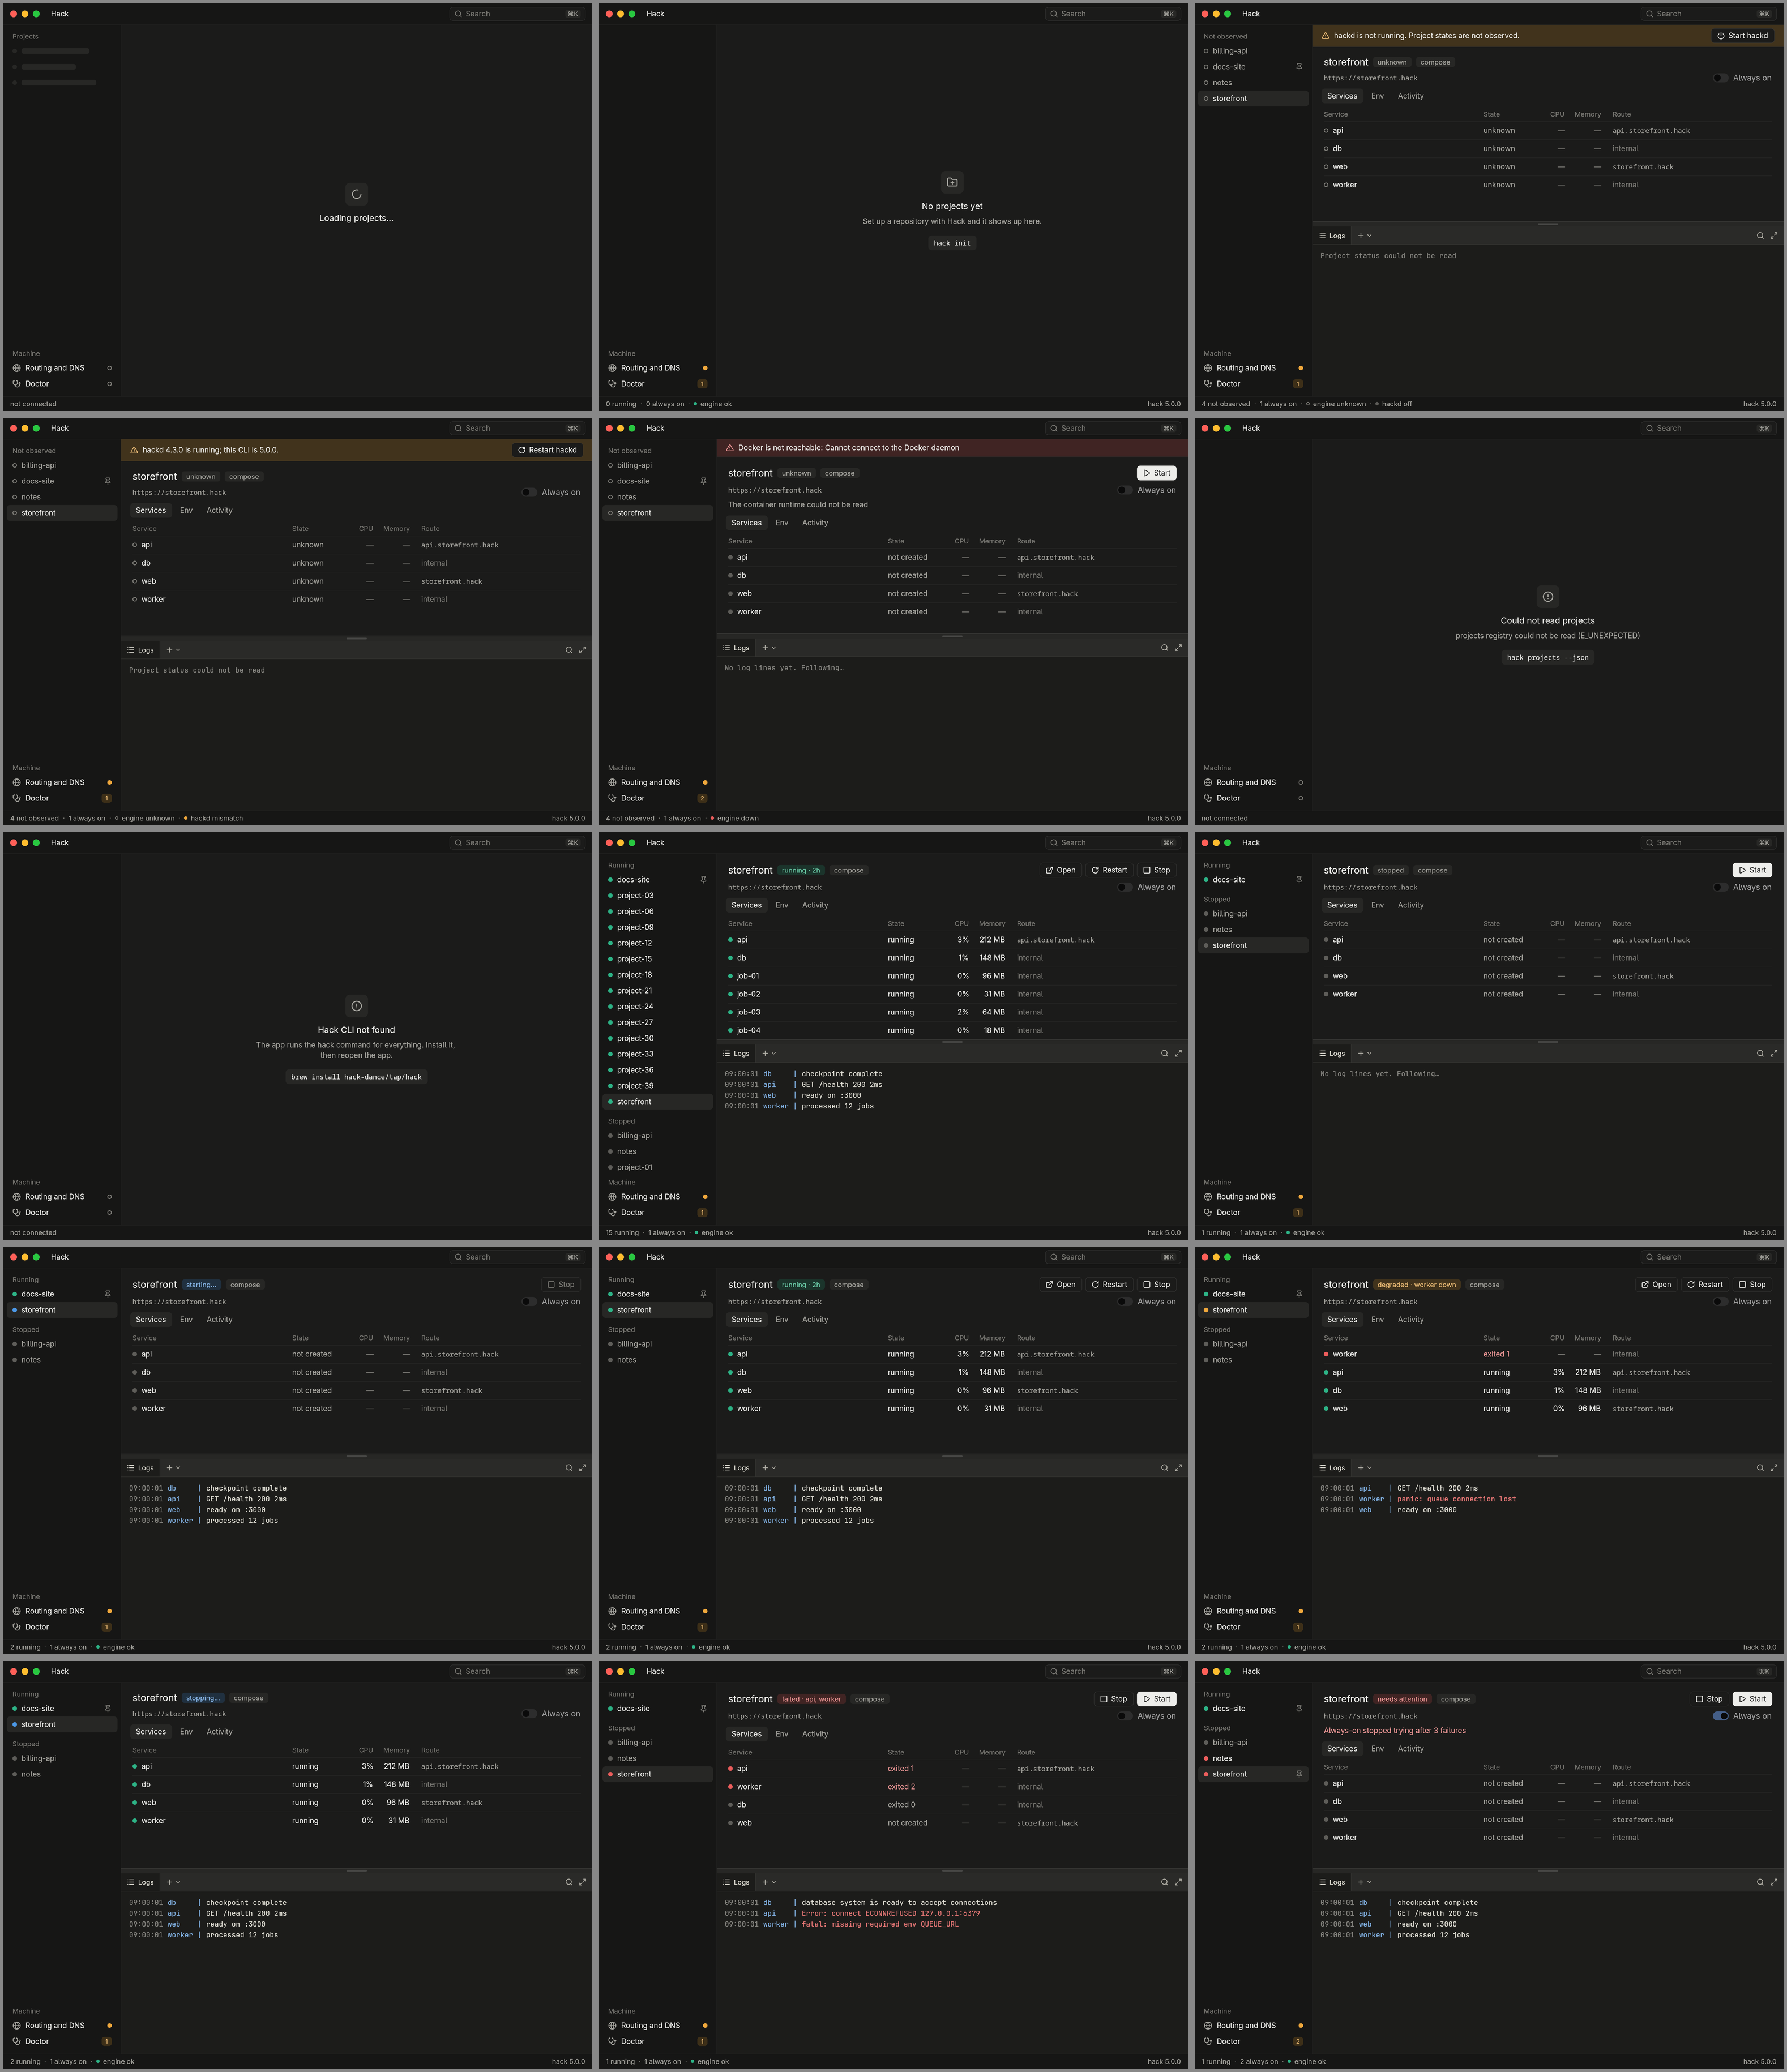 Hack
Search ⌘K
Projects
Loading projects...
Machine
Routing and DNS
Doctor
not connected
Hack
Search ⌘K
No projects yet
Set up a repository with Hack and it shows up here.
hack init
Machine
Routing and DNS
Doctor 1
0 running · 0 always on · engine ok hack 5.0.0
Hack
Search ⌘K
Not observed
billing-api
docs-site
notes
storefront
hackd is not running. Project states are not observed. Start hackd
storefront unknown compose
https://storefront.hack Always on
Services Env Activity
Service State CPU Memory Route
api unknown — — api.storefront.hack
db unknown — — internal
web unknown — — storefront.hack
worker unknown — — internal
Logs
Project status could not be read
Machine
Routing and DNS
Doctor 1
4 not observed · 1 always on · engine unknown · hackd off hack 5.0.0
Hack
Search ⌘K
Not observed
billing-api
docs-site
notes
storefront
hackd 4.3.0 is running; this CLI is 5.0.0. Restart hackd
storefront unknown compose
https://storefront.hack Always on
Services Env Activity
Service State CPU Memory Route
api unknown — — api.storefront.hack
db unknown — — internal
web unknown — — storefront.hack
worker unknown — — internal
Logs
Project status could not be read
Machine
Routing and DNS
Doctor 1
4 not observed · 1 always on · engine unknown · hackd mismatch hack 5.0.0
Hack
Search ⌘K
Not observed
billing-api
docs-site
notes
storefront
Docker is not reachable: Cannot connect to the Docker daemon
storefront unknown compose Start
https://storefront.hack Always on
The container runtime could not be read
Services Env Activity
Service State CPU Memory Route
api not created — — api.storefront.hack
db not created — — internal
web not created — — storefront.hack
worker not created — — internal
Logs
No log lines yet. Following…
Machine
Routing and DNS
Doctor 2
4 not observed · 1 always on · engine down hack 5.0.0
Hack
Search ⌘K
Could not read projects
projects registry could not be read (E_UNEXPECTED)
hack projects --json
Machine
Routing and DNS
Doctor
not connected
Hack
Search ⌘K
Hack CLI not found
The app runs the hack command for everything. Install it,
then reopen the app.
brew install hack-dance/tap/hack
Machine
Routing and DNS
Doctor
not connected
Hack
Search ⌘K
Running
docs-site
project-03
project-06
project-09
project-12
project-15
project-18
project-21
project-24
project-27
project-30
project-33
project-36
project-39
storefront
Stopped
billing-api
notes
project-01
storefront running · 2h compose Open Restart Stop
https://storefront.hack Always on
Services Env Activity
Service State CPU Memory Route
api running 3% 212 MB api.storefront.hack
db running 1% 148 MB internal
job-01 running 0% 96 MB internal
job-02 running 0% 31 MB internal
job-03 running 2% 64 MB internal
job-04 running 0% 18 MB internal
Logs
09:00:01 db | checkpoint complete
09:00:01 api | GET /health 200 2ms
09:00:01 web | ready on :3000
09:00:01 worker | processed 12 jobs
Machine
Routing and DNS
Doctor 1
15 running · 1 always on · engine ok hack 5.0.0
Hack
Search ⌘K
Running
docs-site
Stopped
billing-api
notes
storefront
storefront stopped compose Start
https://storefront.hack Always on
Services Env Activity
Service State CPU Memory Route
api not created — — api.storefront.hack
db not created — — internal
web not created — — storefront.hack
worker not created — — internal
Logs
No log lines yet. Following…
Machine
Routing and DNS
Doctor 1
1 running · 1 always on · engine ok hack 5.0.0
Hack
Search ⌘K
Running
docs-site
storefront
Stopped
billing-api
notes
storefront starting... compose Stop
https://storefront.hack Always on
Services Env Activity
Service State CPU Memory Route
api not created — — api.storefront.hack
db not created — — internal
web not created — — storefront.hack
worker not created — — internal
Logs
09:00:01 db | checkpoint complete
09:00:01 api | GET /health 200 2ms
09:00:01 web | ready on :3000
09:00:01 worker | processed 12 jobs
Machine
Routing and DNS
Doctor 1
2 running · 1 always on · engine ok hack 5.0.0
Hack
Search ⌘K
Running
docs-site
storefront
Stopped
billing-api
notes
storefront running · 2h compose Open Restart Stop
https://storefront.hack Always on
Services Env Activity
Service State CPU Memory Route
api running 3% 212 MB api.storefront.hack
db running 1% 148 MB internal
web running 0% 96 MB storefront.hack
worker running 0% 31 MB internal
Logs
09:00:01 db | checkpoint complete
09:00:01 api | GET /health 200 2ms
09:00:01 web | ready on :3000
09:00:01 worker | processed 12 jobs
Machine
Routing and DNS
Doctor 1
2 running · 1 always on · engine ok hack 5.0.0
Hack
Search ⌘K
Running
docs-site
storefront
Stopped
billing-api
notes
storefront degraded · worker down compose Open Restart Stop
https://storefront.hack Always on
Services Env Activity
Service State CPU Memory Route
worker exited 1 — — internal
api running 3% 212 MB api.storefront.hack
db running 1% 148 MB internal
web running 0% 96 MB storefront.hack
Logs
09:00:01 api | GET /health 200 2ms
09:00:01 worker | panic: queue connection lost
09:00:01 web | ready on :3000
Machine
Routing and DNS
Doctor 1
2 running · 1 always on · engine ok hack 5.0.0
Hack
Search ⌘K
Running
docs-site
storefront
Stopped
billing-api
notes
storefront stopping... compose
https://storefront.hack Always on
Services Env Activity
Service State CPU Memory Route
api running 3% 212 MB api.storefront.hack
db running 1% 148 MB internal
web running 0% 96 MB storefront.hack
worker running 0% 31 MB internal
Logs
09:00:01 db | checkpoint complete
09:00:01 api | GET /health 200 2ms
09:00:01 web | ready on :3000
09:00:01 worker | processed 12 jobs
Machine
Routing and DNS
Doctor 1
2 running · 1 always on · engine ok hack 5.0.0
Hack
Search ⌘K
Running
docs-site
Stopped
billing-api
notes
storefront
storefront failed · api, worker compose Stop Start
https://storefront.hack Always on
Services Env Activity
Service State CPU Memory Route
api exited 1 — — api.storefront.hack
worker exited 2 — — internal
db exited 0 — — internal
web not created — — storefront.hack
Logs
09:00:01 db | database system is ready to accept connections
09:00:01 api | Error: connect ECONNREFUSED 127.0.0.1:6379
09:00:01 worker | fatal: missing required env QUEUE_URL
Machine
Routing and DNS
Doctor 1
1 running · 1 always on · engine ok hack 5.0.0
Hack
Search ⌘K
Running
docs-site
Stopped
billing-api
notes
storefront
storefront needs attention compose Stop Start
https://storefront.hack Always on
Always-on stopped trying after 3 failures
Services Env Activity
Service State CPU Memory Route
api not created — — api.storefront.hack
db not created — — internal
web not created — — storefront.hack
worker not created — — internal
Logs
09:00:01 db | checkpoint complete
09:00:01 api | GET /health 200 2ms
09:00:01 web | ready on :3000
09:00:01 worker | processed 12 jobs
Machine
Routing and DNS
Doctor 2
1 running · 2 always on · engine ok hack 5.0.0